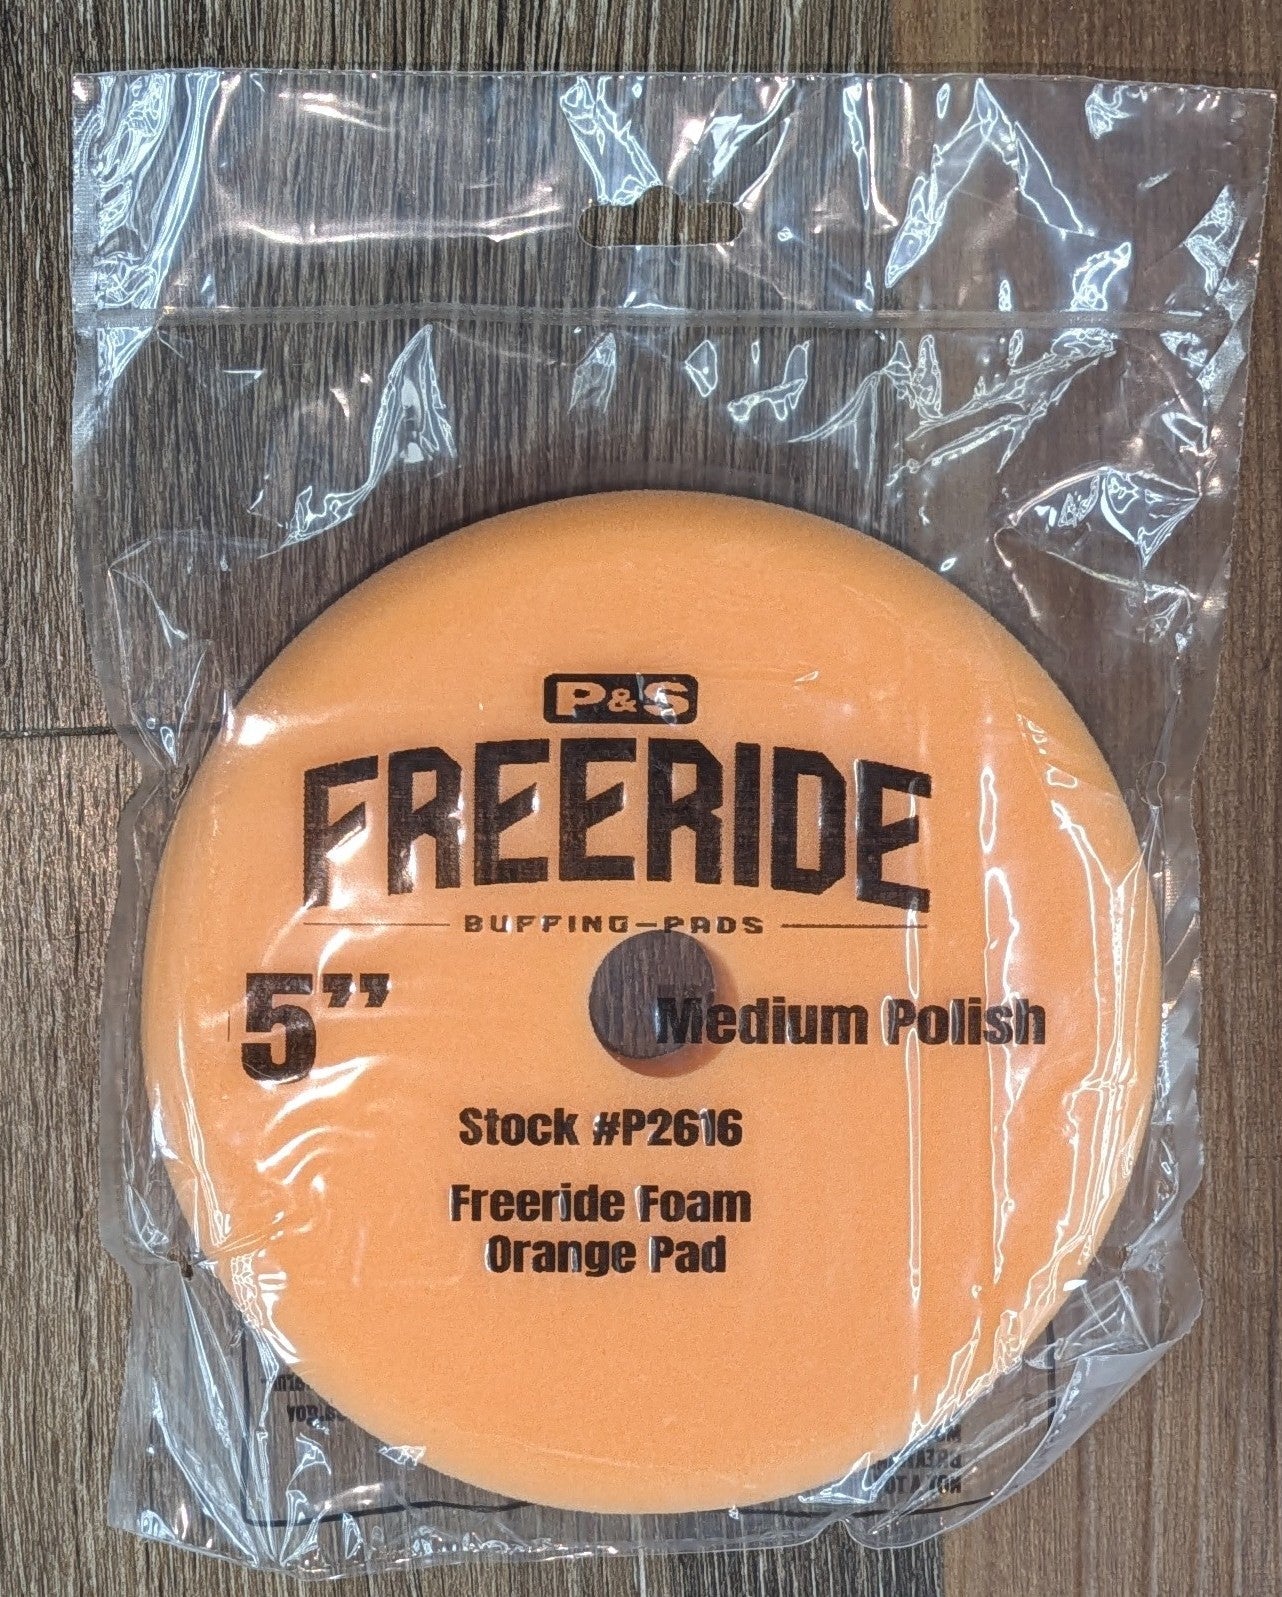 P&S
FREERIDE
BUFFING-PADS
5"
Medium Polish
Stock #P2616
Freeride Foam
Orange Pad